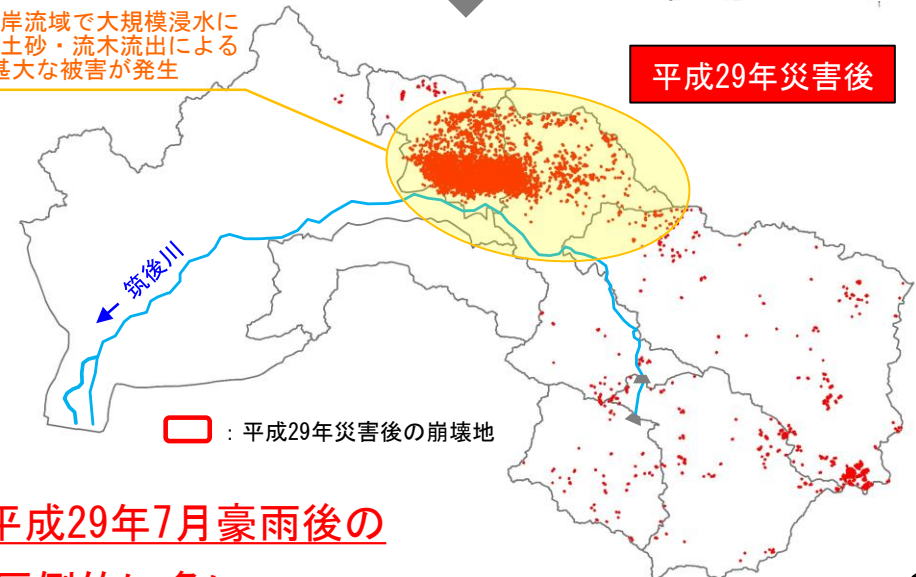 岸流域で大規模浸水に
土砂・流木流出による
甚大な被害が発生
平成29年災害後
筑後川
：平成29年災害後の崩壊地
平成29年7月豪雨後の